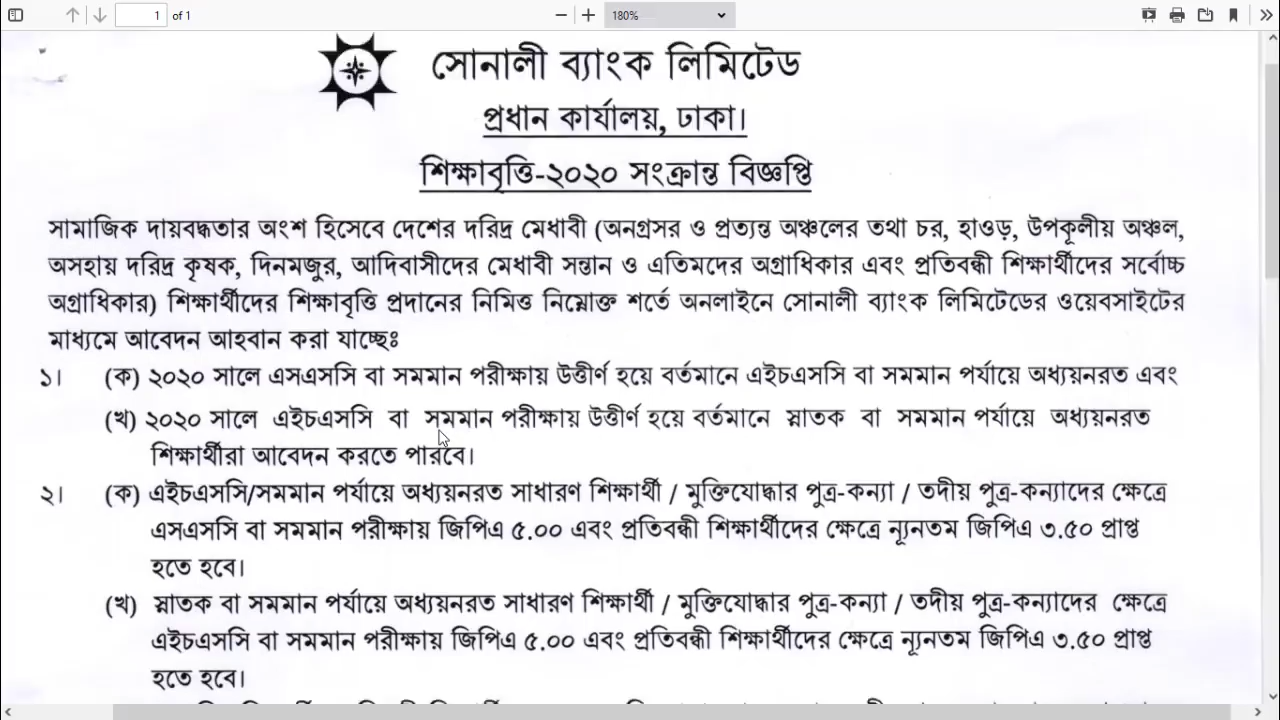 1 of 1
180%
সোনালী ব্যাংক লিমিটেড
প্রধান কার্যালয়, ঢাকা।
শিক্ষাবৃত্তি-২০২০ সংক্রান্ত বিজ্ঞপ্তি
সামাজিক দায়বদ্ধতার অংশ হিসেবে দেশের দরিদ্র মেধাবী (অনগ্রসর ও প্রত্যন্ত অঞ্চলের তথা চর, হাওড়, উপকূলীয় অঞ্চল,
অসহায় দরিদ্র কৃষক, দিনমজুর, আদিবাসীদের মেধাবী সন্তান ও এতিমদের অগ্রাধিকার এবং প্রতিবন্ধী শিক্ষার্থীদের সর্বোচ্চ
অগ্রাধিকার) শিক্ষার্থীদের শিক্ষাবৃত্তি প্রদানের নিমিত্ত নিম্নোক্ত শর্তে অনলাইনে সোনালী ব্যাংক লিমিটেডের ওয়েবসাইটের
মাধ্যমে আবেদন আহবান করা যাচ্ছেঃ
১। (ক) ২০২০ সালে এসএসসি বা সমমান পরীক্ষায় উত্তীর্ণ হয়ে বর্তমানে এইচএসসি বা সমমান পর্যায়ে অধ্যয়নরত এবং
(খ) ২০২০ সালে এইচএসসি বা সমমান পরীক্ষায় উত্তীর্ণ হয়ে বর্তমানে স্নাতক বা সমমান পর্যায়ে অধ্যয়নরত
শিক্ষার্থীরা আবেদন করতে পারবে।
২। (ক) এইচএসসি/সমমান পর্যায়ে অধ্যয়নরত সাধারণ শিক্ষার্থী / মুক্তিযোদ্ধার পুত্র-কন্যা / তদীয় পুত্র-কন্যাদের ক্ষেত্রে
এসএসসি বা সমমান পরীক্ষায় জিপিএ ৫.০০ এবং প্রতিবন্ধী শিক্ষার্থীদের ক্ষেত্রে ন্যূনতম জিপিএ ৩.৫০ প্রাপ্ত
হতে হবে।
(খ) স্নাতক বা সমমান পর্যায়ে অধ্যয়নরত সাধারণ শিক্ষার্থী / মুক্তিযোদ্ধার পুত্র-কন্যা / তদীয় পুত্র-কন্যাদের ক্ষেত্রে
এইচএসসি বা সমমান পরীক্ষায় জিপিএ ৫.০০ এবং প্রতিবন্ধী শিক্ষার্থীদের ক্ষেত্রে ন্যূনতম জিপিএ ৩.৫০ প্রাপ্ত
হতে হবে।